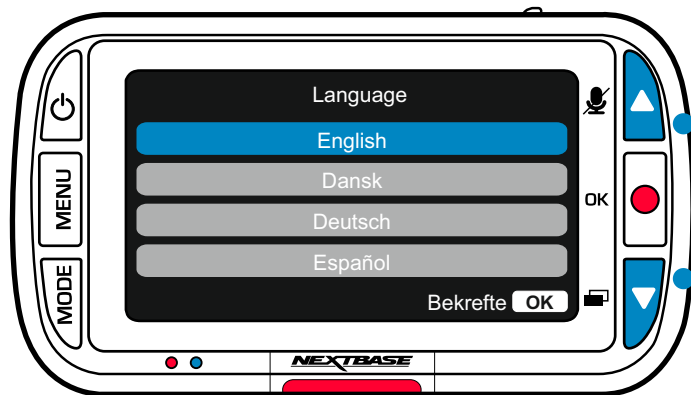 Language
English
Dansk
Deutsch
Español
Bekrefte OK
MENU
MODE
OK
NEXTBASE